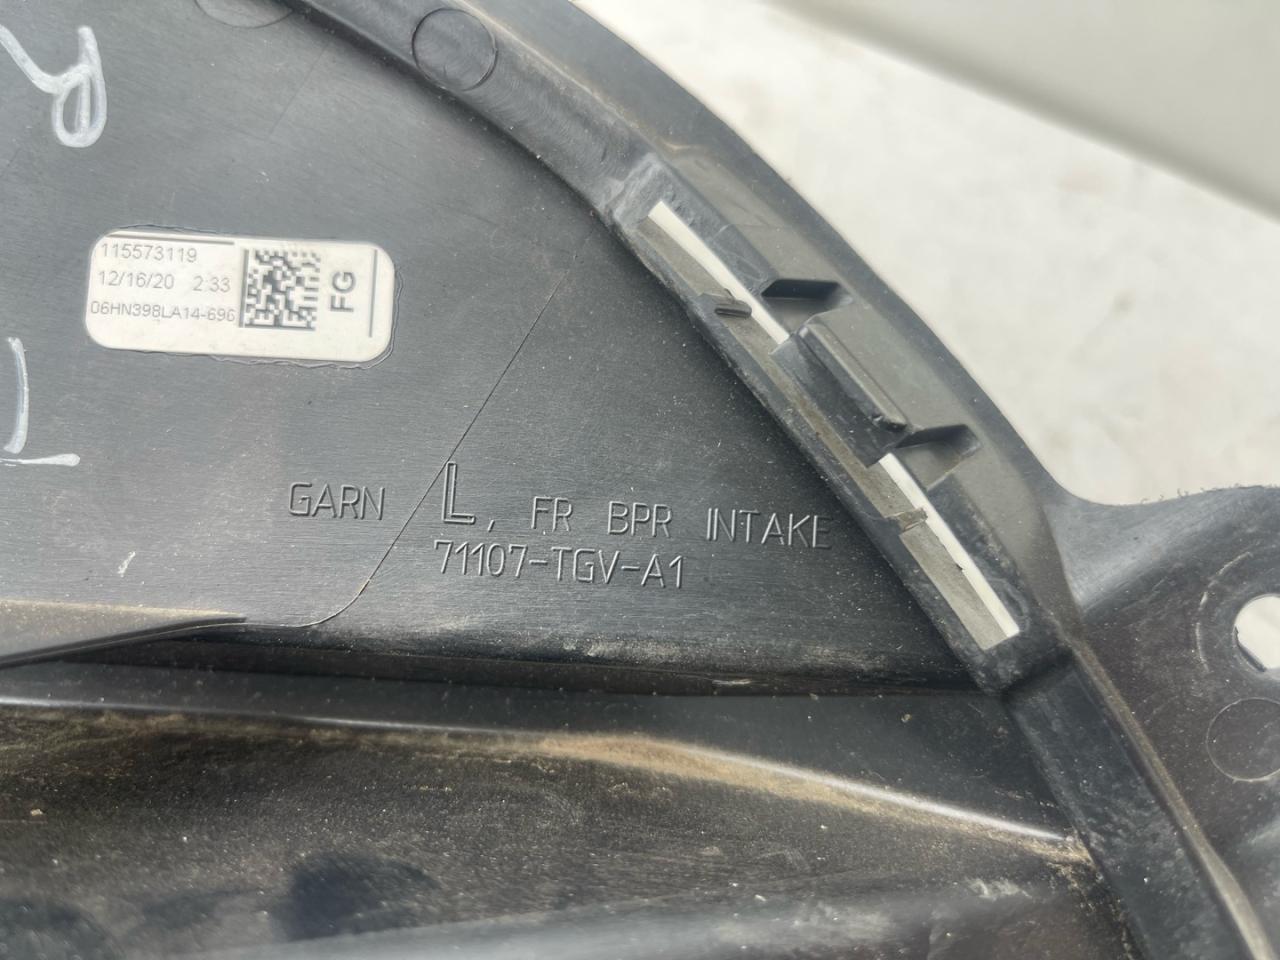 R
115573119
12/16/20 2:33
06HN398LA14-696
FG
GARN L, FR BPR INTAKE
71107-TGV-A1